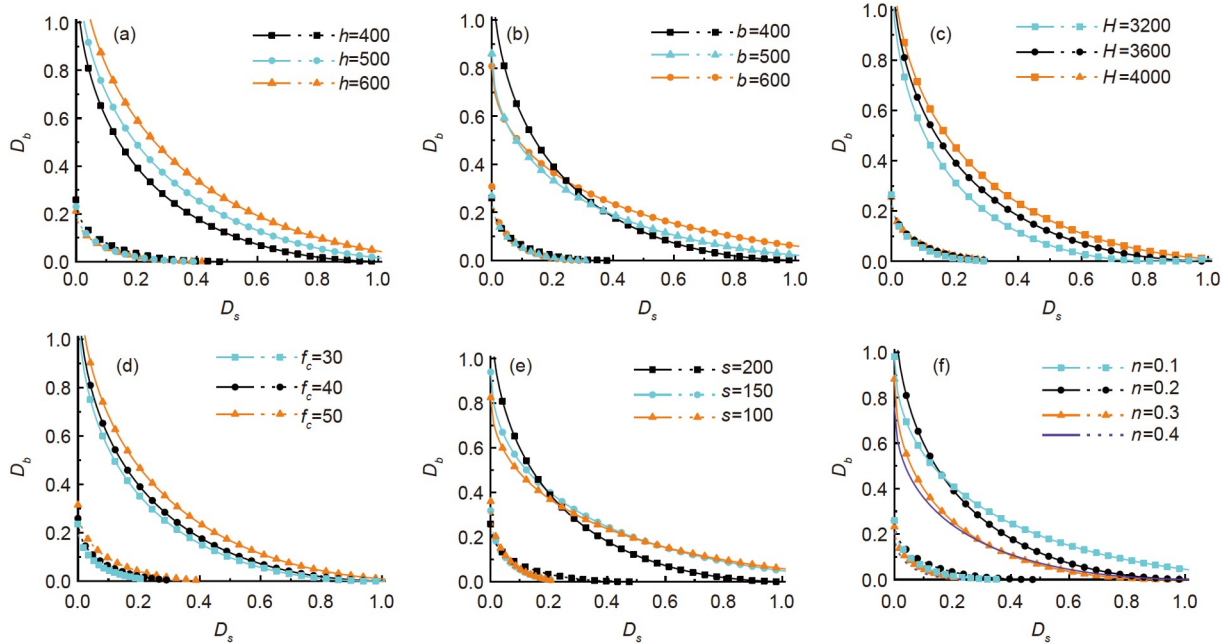 (a)
h=400
h=500
h=600
1.0
0.8
0.6
0.4
0.2
0.0
D_b
0.0 0.2 0.4 0.6 0.8 1.0
D_s
(b)
b=400
b=500
b=600
1.0
0.8
0.6
0.4
0.2
0.0
D_b
0.0 0.2 0.4 0.6 0.8 1.0
D_s
(c)
H=3200
H=3600
H=4000
1.0
0.8
0.6
0.4
0.2
0.0
D_b
0.0 0.2 0.4 0.6 0.8 1.0
D_s
(d)
f_c=30
f_c=40
f_c=50
1.0
0.8
0.6
0.4
0.2
0.0
D_b
0.0 0.2 0.4 0.6 0.8 1.0
D_s
(e)
s=200
s=150
s=100
1.0
0.8
0.6
0.4
0.2
0.0
D_b
0.0 0.2 0.4 0.6 0.8 1.0
D_s
(f)
n=0.1
n=0.2
n=0.3
n=0.4
1.0
0.8
0.6
0.4
0.2
0.0
D_b
0.0 0.2 0.4 0.6 0.8 1.0
D_s